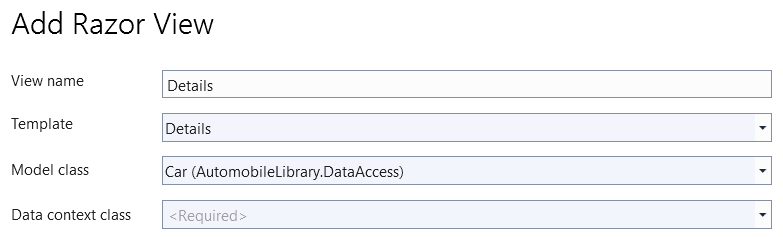 Add Razor View
View name Details
Template Details
Model class Car (AutomobileLibrary.DataAccess)
Data context class <Required>